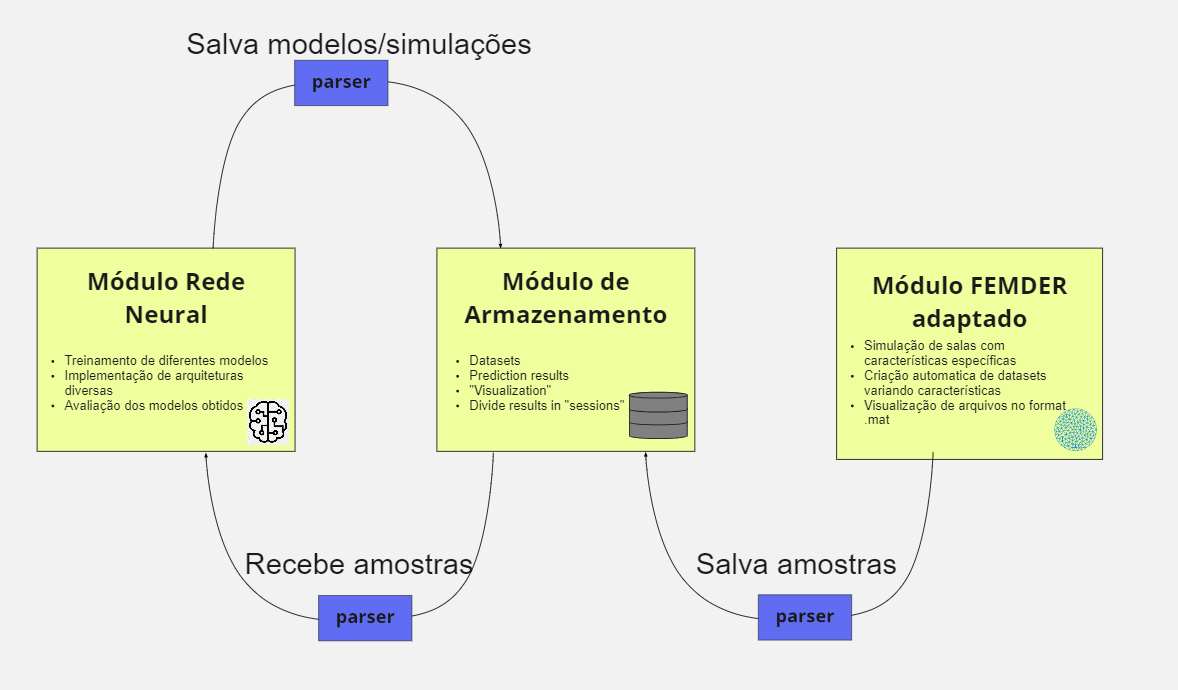 Salva modelos/simulações
parser
Módulo Rede
Neural
• Treinamento de diferentes modelos
• Implementação de arquiteturas
diversas
• Avaliação dos modelos obtidos
Módulo de
Armazenamento
• Datasets
• Prediction results
• "Visualization"
• Divide results in "sessions"
Módulo FEMDER
adaptado
• Simulação de salas com
características específicas
• Criação automatica de datasets
variando características
• Visualização de arquivos no format
.mat
Recebe amostras
parser
Salva amostras
parser